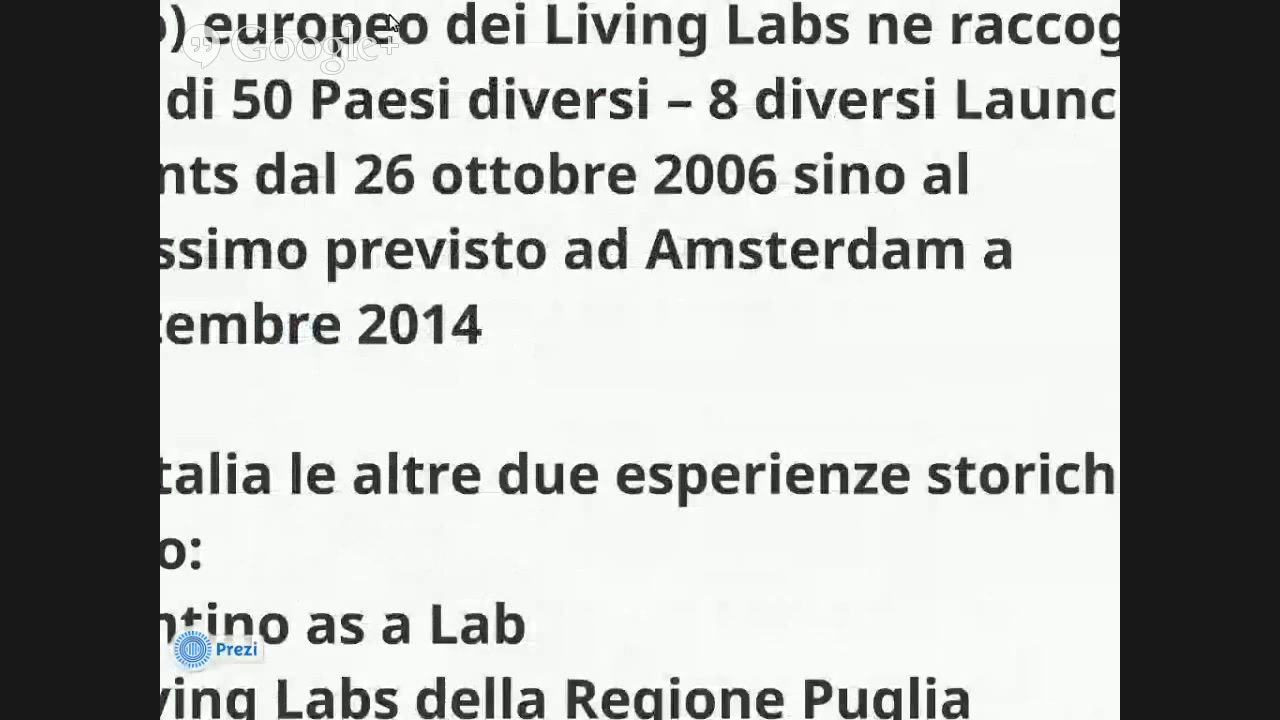 o) europeo dei Living Labs ne raccog
Google+
di 50 Paesi diversi – 8 diversi Launc
nts dal 26 ottobre 2006 sino al
ssimo previsto ad Amsterdam a
tembre 2014
talia le altre due esperienze storich
o:
ntino as a Lab
Prezi
ving Labs della Regione Puglia